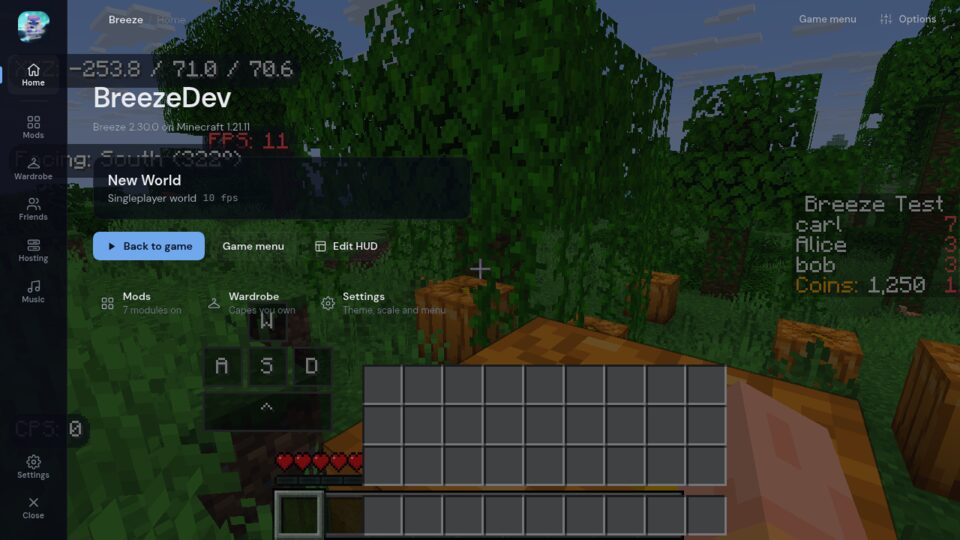 Breeze / Home
Game menu
Options
XYZ: -253.8 / 71.0 / 70.6
Home
BreezeDev
Breeze 2.30.0 on Minecraft 1.21.11
FPS: 11
Mods
Facing: South (322°)
Wardrobe
New World
Singleplayer world 10 fps
Friends
Breeze Test
carl 7
Alice 3
bob 3
Coins: 1,250 1
Hosting
Back to game
Game menu
Edit HUD
Music
Mods
7 modules on
Wardrobe
Capes you own
Settings
Theme, scale and menu
W
A S D
^
CPS: 0
Settings
Close